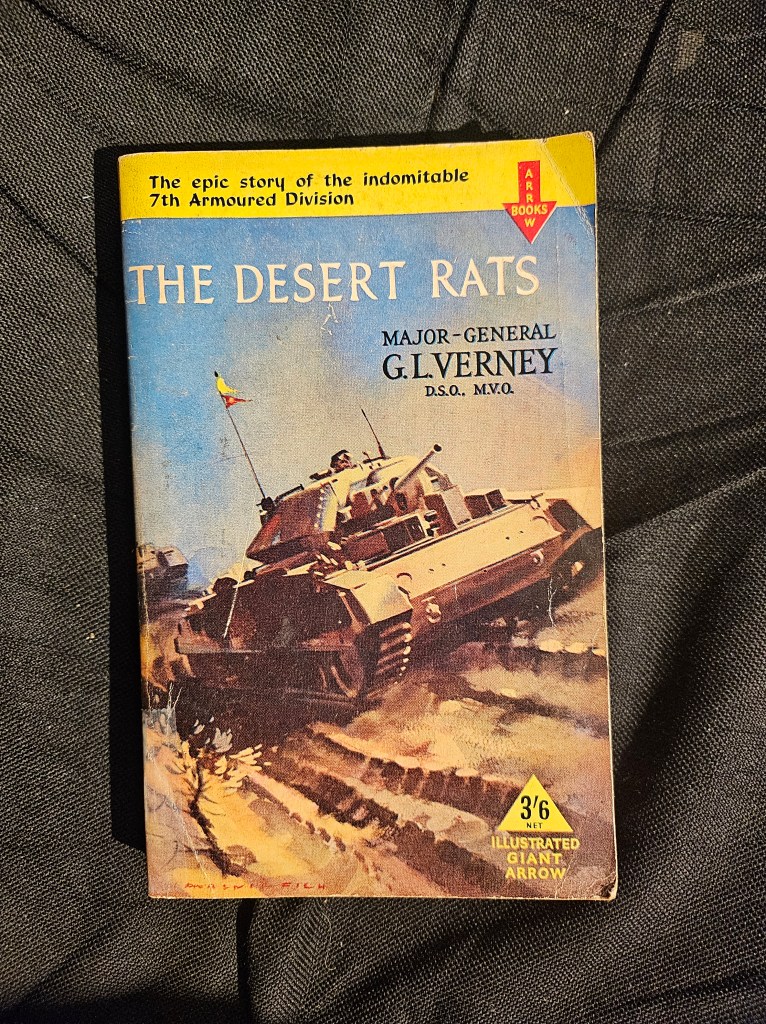 The epic story of the indomitable
7th Armoured Division
ARROW
BOOKS
THE DESERT RATS
MAJOR-GENERAL
G.L.VERNEY
D.S.O., M.V.O.
3'6
NET
ILLUSTRATED
GIANT
ARROW